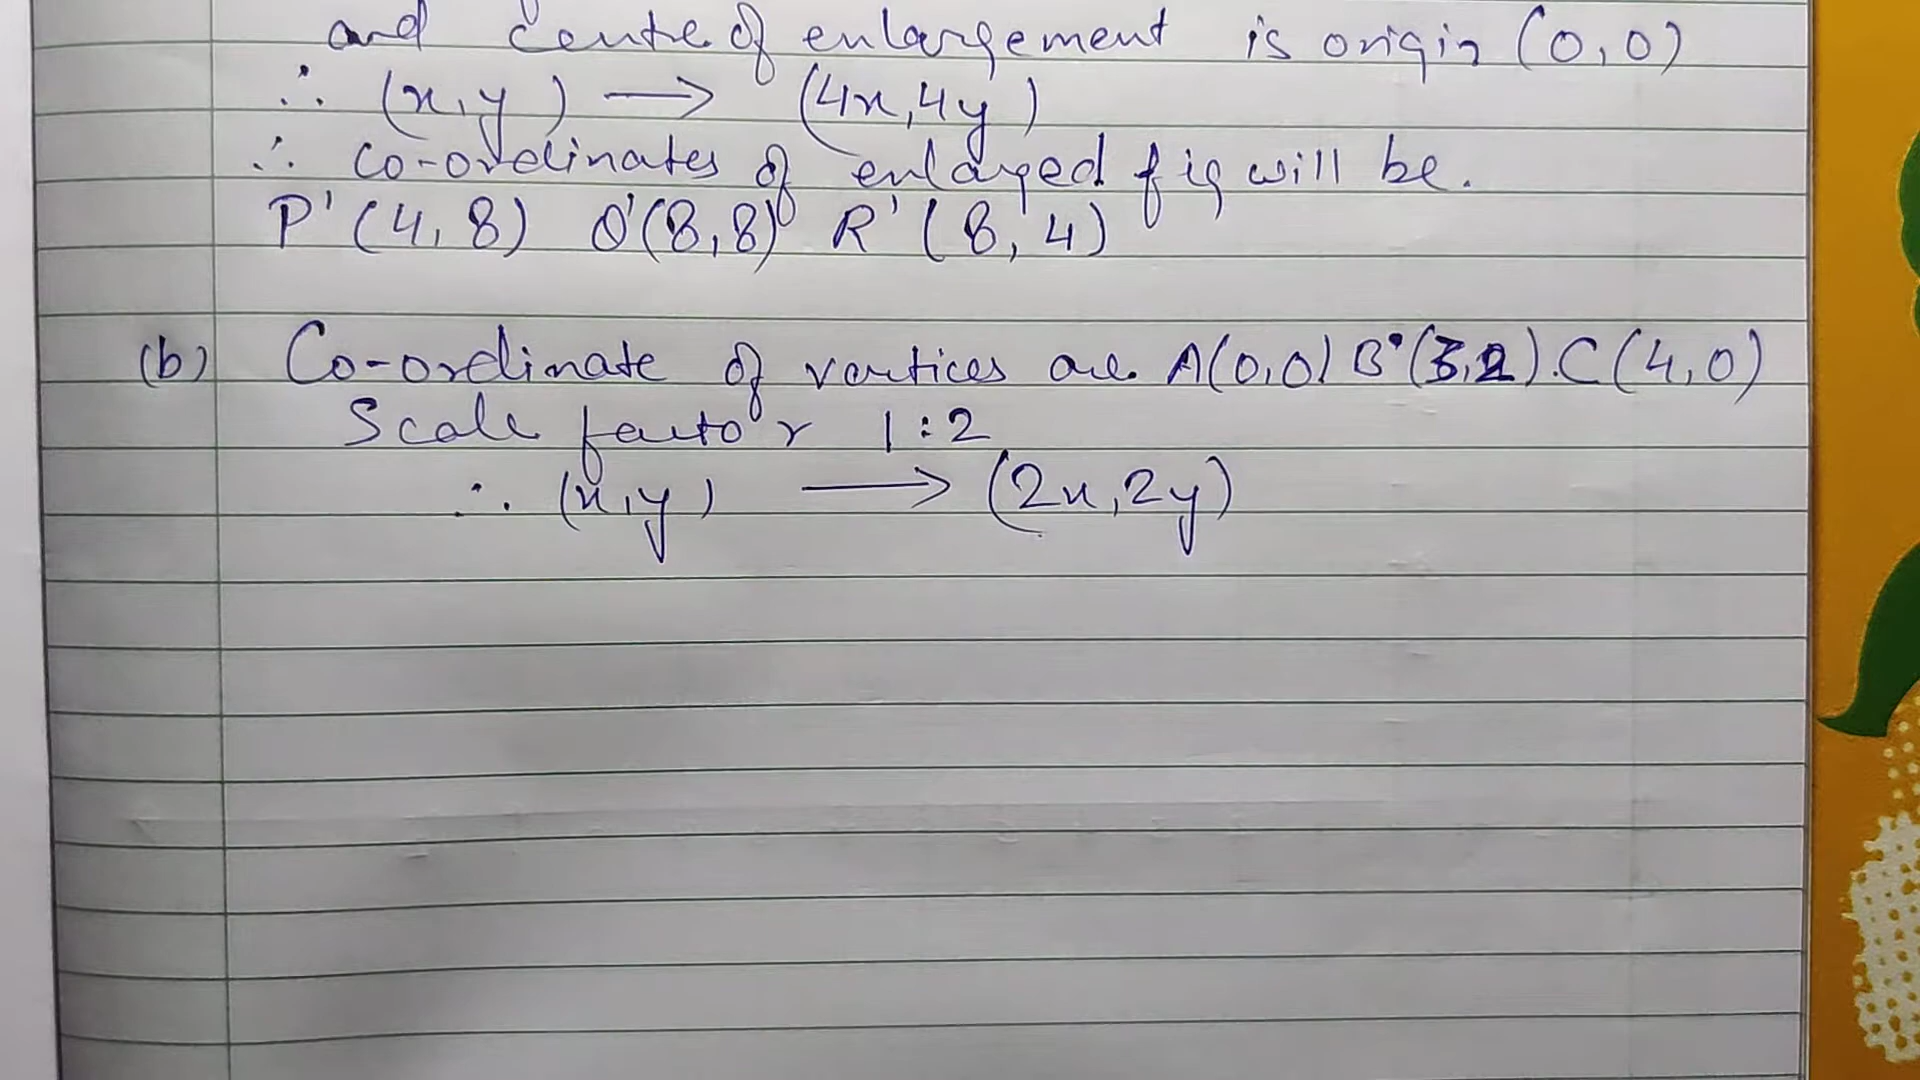 and centre of enlargement is origin (0,0)
∴ (x,y) → (4x,4y)
∴ co-ordinates of enlarged fig will be.
P'(4,8) Q'(8,8) R'(8,4)
(b) Co-ordinate of vertices are A(0,0) B(3,2). C(4,0)
Scale factor 1:2
∴ (x,y) → (2x,2y)